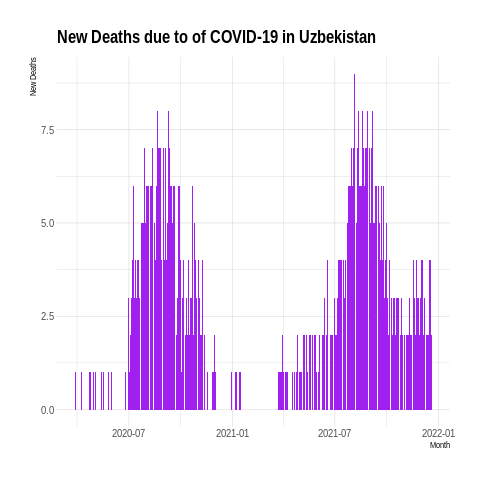 New Deaths due to of COVID-19 in Uzbekistan
New Deaths
7.5
5.0
2.5
0.0
2020-07 2021-01 2021-07 2022-01
Month